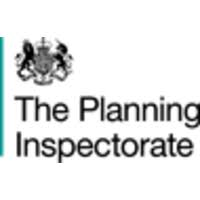 The Planning
Inspectorate